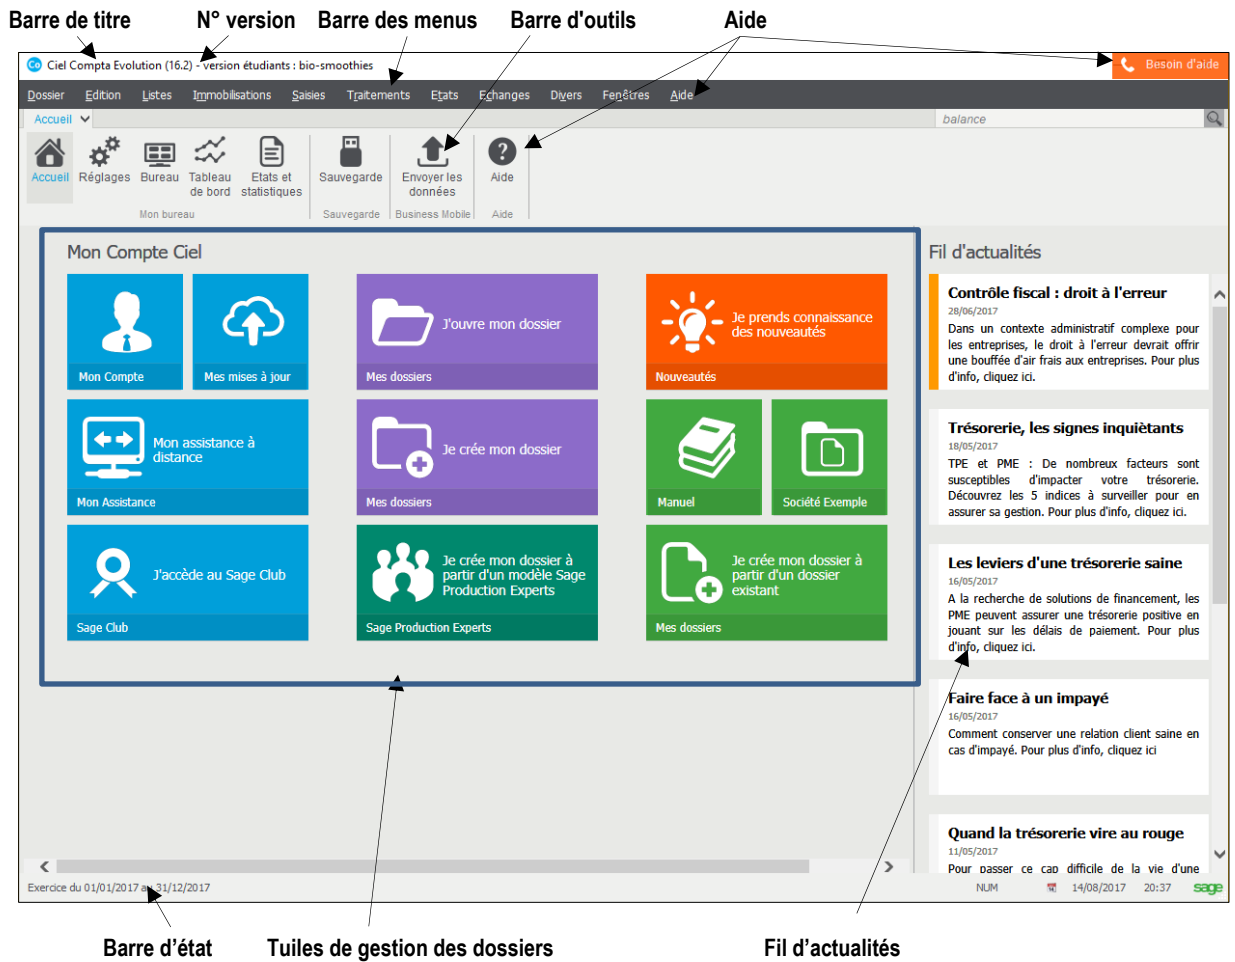 Barre de titre N° version Barre des menus Barre d'outils Aide
Co Ciel Compta Evolution (16.2) - version étudiants : bio-smoothies
Besoin d'aide
Dossier Edition Listes Immobilisations Saisies Traitements Etats Echanges Divers Fenêtres Aide
Accueil
balance
Accueil Réglages Bureau Tableau de bord Etats et statistiques Sauvegarde Envoyer les données Aide
Mon bureau Sauvegarde Business Mobile Aide
Mon Compte Ciel
Mon Compte
Mes mises à jour
J'ouvre mon dossier
Mes dossiers
Je prends connaissance
des nouveautés
Nouveautés
Mon assistance à
distance
Mon Assistance
Je crée mon dossier
Mes dossiers
Manuel
Société Exemple
J'accède au Sage Club
Sage Club
Je crée mon dossier à
partir d'un modèle Sage
Production Experts
Sage Production Experts
Je crée mon dossier à
partir d'un dossier
existant
Mes dossiers
Fil d'actualités
Contrôle fiscal : droit à l'erreur
28/06/2017
Dans un contexte administratif complexe pour
les entreprises, le droit à l'erreur devrait offrir
une bouffée d'air frais aux entreprises. Pour plus
d'info, cliquez ici.
Trésorerie, les signes inquiètants
18/05/2017
TPE et PME : De nombreux facteurs sont
susceptibles d'impacter votre trésorerie.
Découvrez les 5 indices à surveiller pour en
assurer sa gestion. Pour plus d'info, cliquez ici.
Les leviers d'une trésorerie saine
16/05/2017
A la recherche de solutions de financement, les
PME peuvent assurer une trésorerie positive en
jouant sur les délais de paiement. Pour plus
d'info, cliquez ici.
Faire face à un impayé
16/05/2017
Comment conserver une relation client saine en
cas d'impayé. Pour plus d'info, cliquez ici
Quand la trésorerie vire au rouge
11/05/2017
Pour passer ce cap difficile de la vie d'une
Exercice du 01/01/2017 au 31/12/2017
NUM 14/08/2017 20:37 sage
Barre d'état Tuiles de gestion des dossiers Fil d'actualités